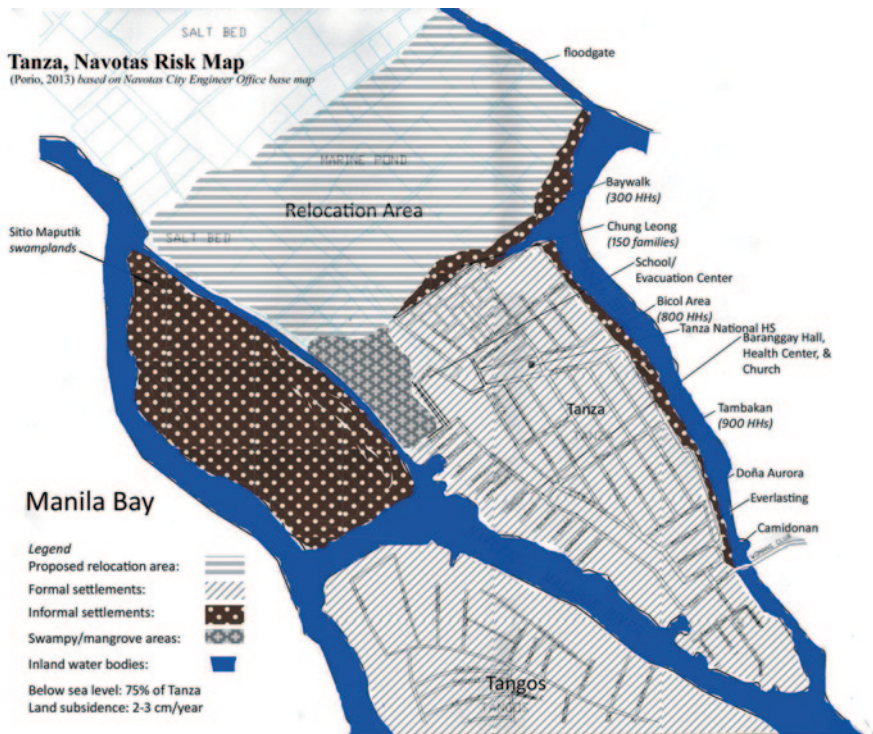 SALT BED
Tanza, Navotas Risk Map
(Porio, 2013) based on Navotas City Engineer Office base map
floodgate
MARINE POND
Relocation Area
SALT BED
Sitio Maputik
swamplands
Baywalk
(300 HHs)
Chung Leong
(150 families)
School/
Evacuation Center
Bicol Area
(800 HHs)
Tanza National HS
Baranggay Hall,
Health Center, &
Church
Tanza
TANZA
Tambakan
(900 HHs)
Doña Aurora
Everlasting
Camidonan
Manila Bay
Legend
Proposed relocation area:
Formal settlements:
Informal settlements:
Swampy/mangrove areas:
Inland water bodies:
Below sea level: 75% of Tanza
Land subsidence: 2-3 cm/year
Tangos
TANGOS